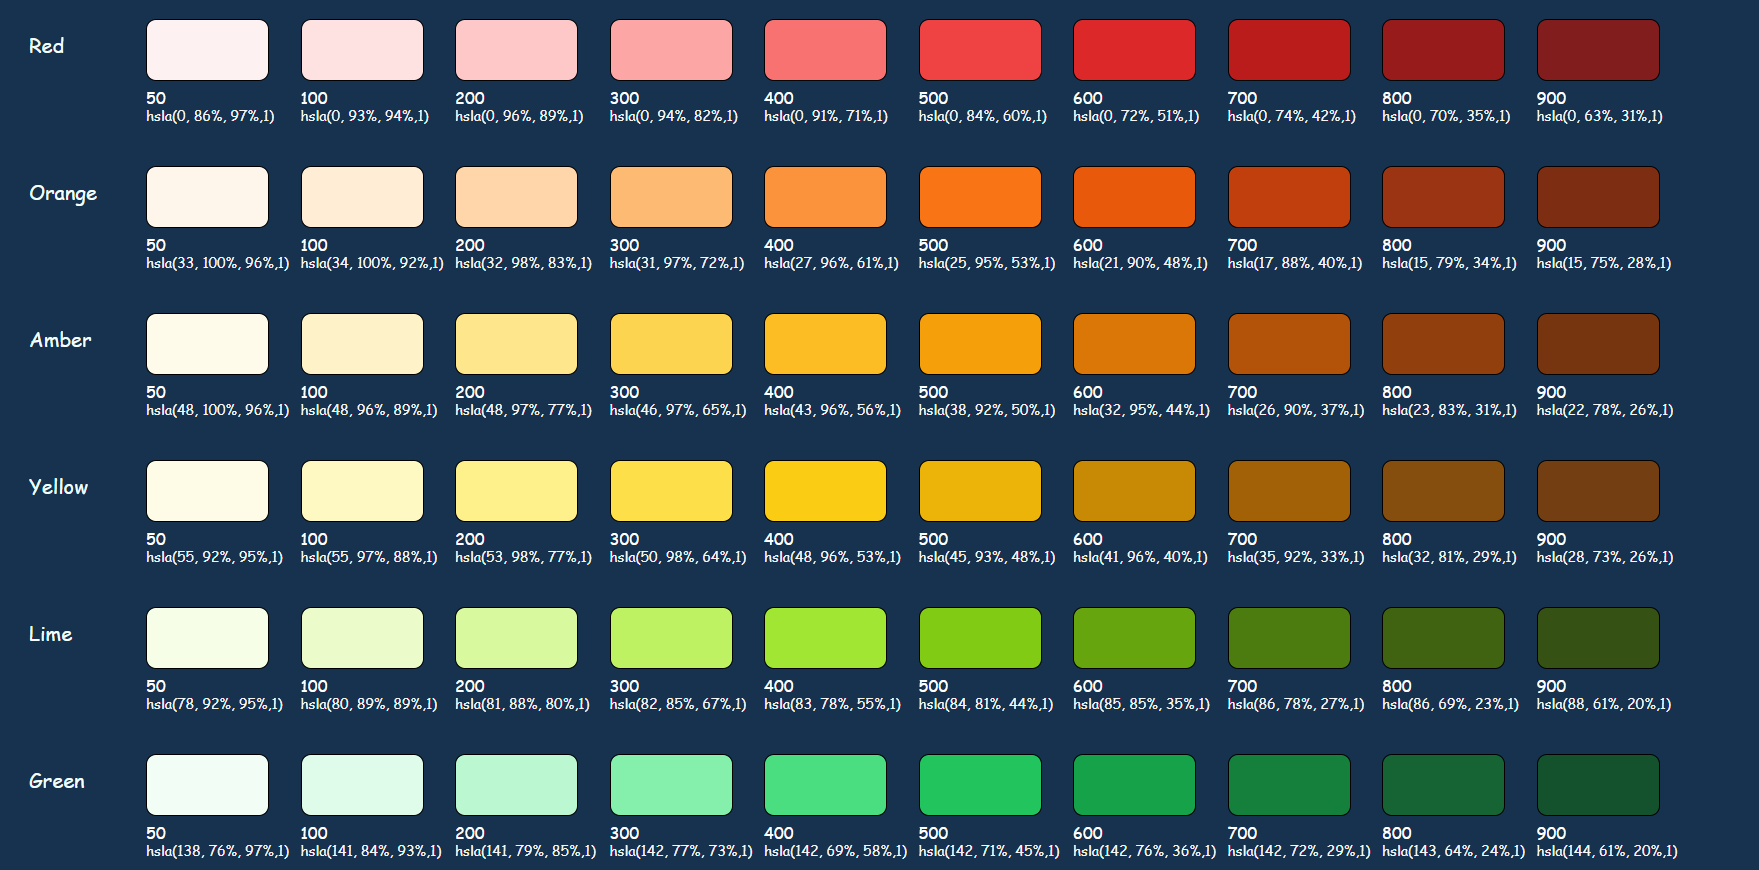 Red
50 100 200 300 400 500 600 700 800 900
hsla(0, 86%, 97%,1) hsla(0, 93%, 94%,1) hsla(0, 96%, 89%,1) hsla(0, 94%, 82%,1) hsla(0, 91%, 71%,1) hsla(0, 84%, 60%,1) hsla(0, 72%, 51%,1) hsla(0, 74%, 42%,1) hsla(0, 70%, 35%,1) hsla(0, 63%, 31%,1)
Orange
50 100 200 300 400 500 600 700 800 900
hsla(33, 100%, 96%,1) hsla(34, 100%, 92%,1) hsla(32, 98%, 83%,1) hsla(31, 97%, 72%,1) hsla(27, 96%, 61%,1) hsla(25, 95%, 53%,1) hsla(21, 90%, 48%,1) hsla(17, 88%, 40%,1) hsla(15, 79%, 34%,1) hsla(15, 75%, 28%,1)
Amber
50 100 200 300 400 500 600 700 800 900
hsla(48, 100%, 96%,1) hsla(48, 96%, 89%,1) hsla(48, 97%, 77%,1) hsla(46, 97%, 65%,1) hsla(43, 96%, 56%,1) hsla(38, 92%, 50%,1) hsla(32, 95%, 44%,1) hsla(26, 90%, 37%,1) hsla(23, 83%, 31%,1) hsla(22, 78%, 26%,1)
Yellow
50 100 200 300 400 500 600 700 800 900
hsla(55, 92%, 95%,1) hsla(55, 97%, 88%,1) hsla(53, 98%, 77%,1) hsla(50, 98%, 64%,1) hsla(48, 96%, 53%,1) hsla(45, 93%, 48%,1) hsla(41, 96%, 40%,1) hsla(35, 92%, 33%,1) hsla(32, 81%, 29%,1) hsla(28, 73%, 26%,1)
Lime
50 100 200 300 400 500 600 700 800 900
hsla(78, 92%, 95%,1) hsla(80, 89%, 89%,1) hsla(81, 88%, 80%,1) hsla(82, 85%, 67%,1) hsla(83, 78%, 55%,1) hsla(84, 81%, 44%,1) hsla(85, 85%, 35%,1) hsla(86, 78%, 27%,1) hsla(86, 69%, 23%,1) hsla(88, 61%, 20%,1)
Green
50 100 200 300 400 500 600 700 800 900
hsla(138, 76%, 97%,1) hsla(141, 84%, 93%,1) hsla(141, 79%, 85%,1) hsla(142, 77%, 73%,1) hsla(142, 69%, 58%,1) hsla(142, 71%, 45%,1) hsla(142, 76%, 36%,1) hsla(142, 72%, 29%,1) hsla(143, 64%, 24%,1) hsla(144, 61%, 20%,1)